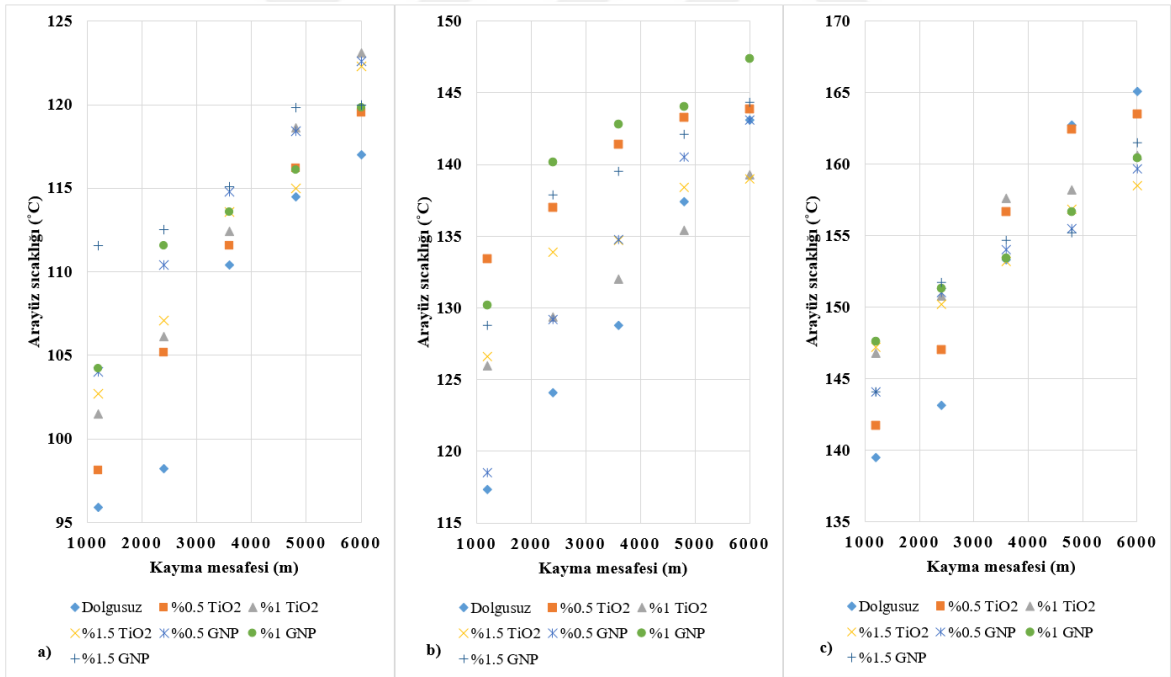 125
120
115
110
105
100
95
1000 2000 3000 4000 5000 6000
Arayüz sıcaklığı (˚C)
Kayma mesafesi (m)
Dolgusuz %0.5 TiO2 %1 TiO2
%1.5 TiO2 %0.5 GNP %1 GNP
%1.5 GNP
a)
150
145
140
135
130
125
120
115
1000 2000 3000 4000 5000 6000
Arayüz sıcaklığı (˚C)
Kayma mesafesi (m)
Dolgusuz %0.5 TiO2 %1 TiO2
%1.5 TiO2 %0.5 GNP %1 GNP
%1.5 GNP
b)
170
165
160
155
150
145
140
135
1000 2000 3000 4000 5000 6000
Arayüz sıcaklığı (˚C)
Kayma mesafesi (m)
Dolgusuz %0.5 TiO2 %1 TiO2
%1.5 TiO2 %0.5 GNP %1 GNP
%1.5 GNP
c)